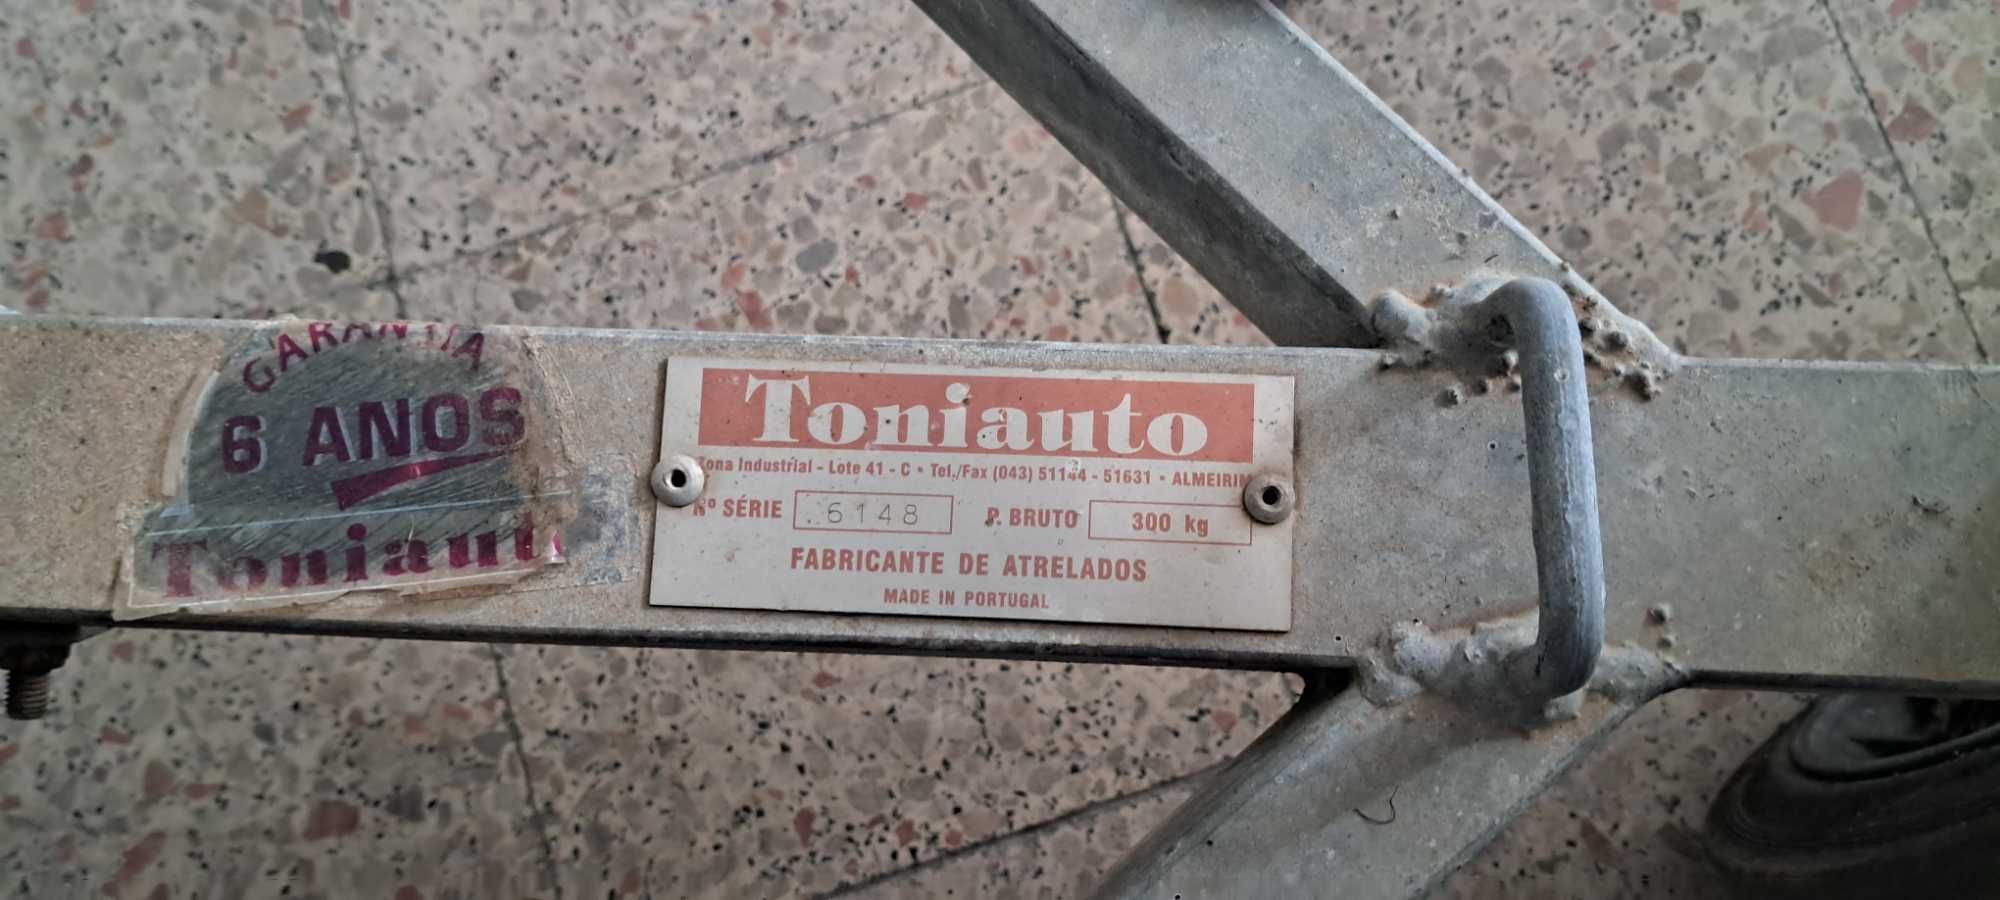 GARANTIA
6 ANOS
Toniaut
Toniauto
Zona Industrial - Lote 41 - C • Tel./Fax (043) 51144 - 51631 - ALMEIRIM
Nº SÉRIE 6148 P. BRUTO 300 kg
FABRICANTE DE ATRELADOS
MADE IN PORTUGAL